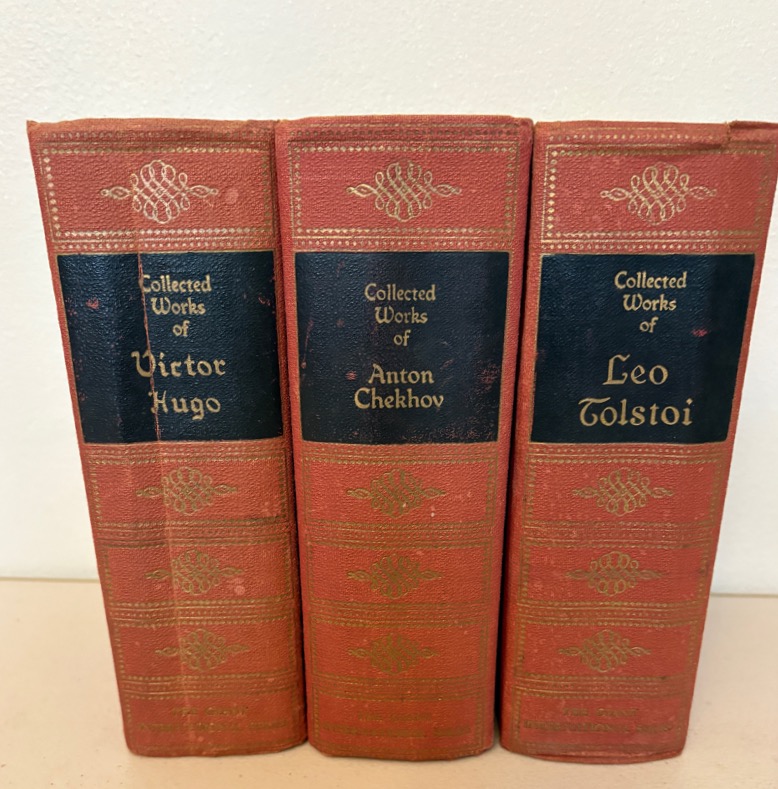 Collected
Works
of
Victor
Hugo
Collected
Works
of
Anton
Chekhov
Collected
Works
of
Leo
Tolstoi